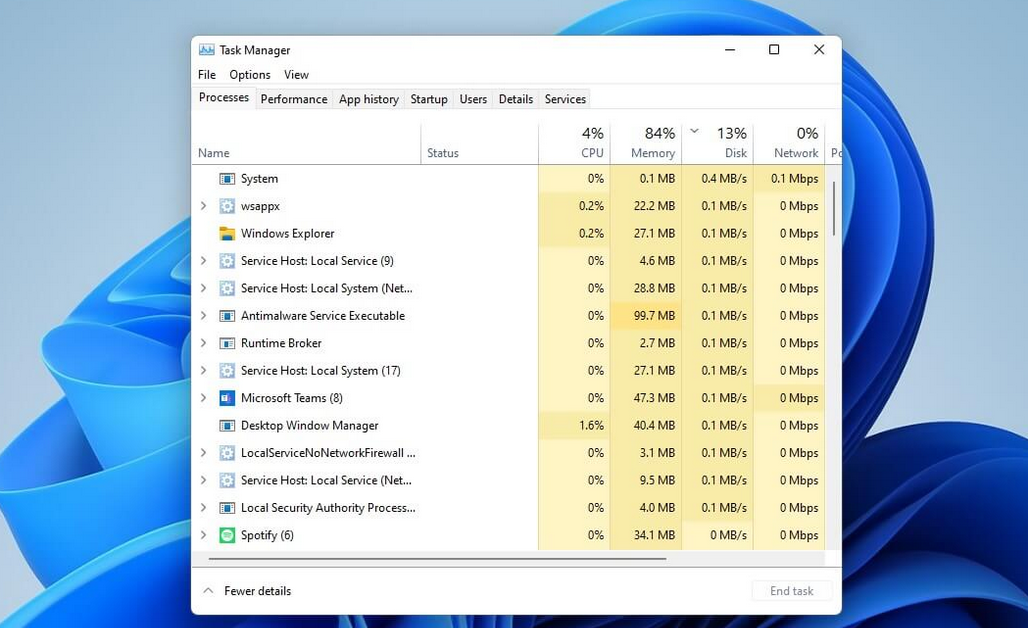 Task Manager
File Options View
Processes Performance App history Startup Users Details Services
4% 84% 13% 0%
Name Status CPU Memory Disk Network Po
System 0% 0.1 MB 0.4 MB/s 0.1 Mbps
wsappx 0.2% 22.2 MB 0.1 MB/s 0 Mbps
Windows Explorer 0.2% 27.1 MB 0.1 MB/s 0 Mbps
Service Host: Local Service (9) 0% 4.6 MB 0.1 MB/s 0 Mbps
Service Host: Local System (Net... 0% 28.8 MB 0.1 MB/s 0 Mbps
Antimalware Service Executable 0% 99.7 MB 0.1 MB/s 0 Mbps
Runtime Broker 0% 2.7 MB 0.1 MB/s 0 Mbps
Service Host: Local System (17) 0% 27.1 MB 0.1 MB/s 0 Mbps
Microsoft Teams (8) 0% 47.3 MB 0.1 MB/s 0 Mbps
Desktop Window Manager 1.6% 40.4 MB 0.1 MB/s 0 Mbps
LocalServiceNoNetworkFirewall ... 0% 3.1 MB 0.1 MB/s 0 Mbps
Service Host: Local Service (Net... 0% 9.5 MB 0.1 MB/s 0 Mbps
Local Security Authority Process... 0% 4.0 MB 0.1 MB/s 0 Mbps
Spotify (6) 0% 34.1 MB 0 MB/s 0 Mbps
Fewer details End task